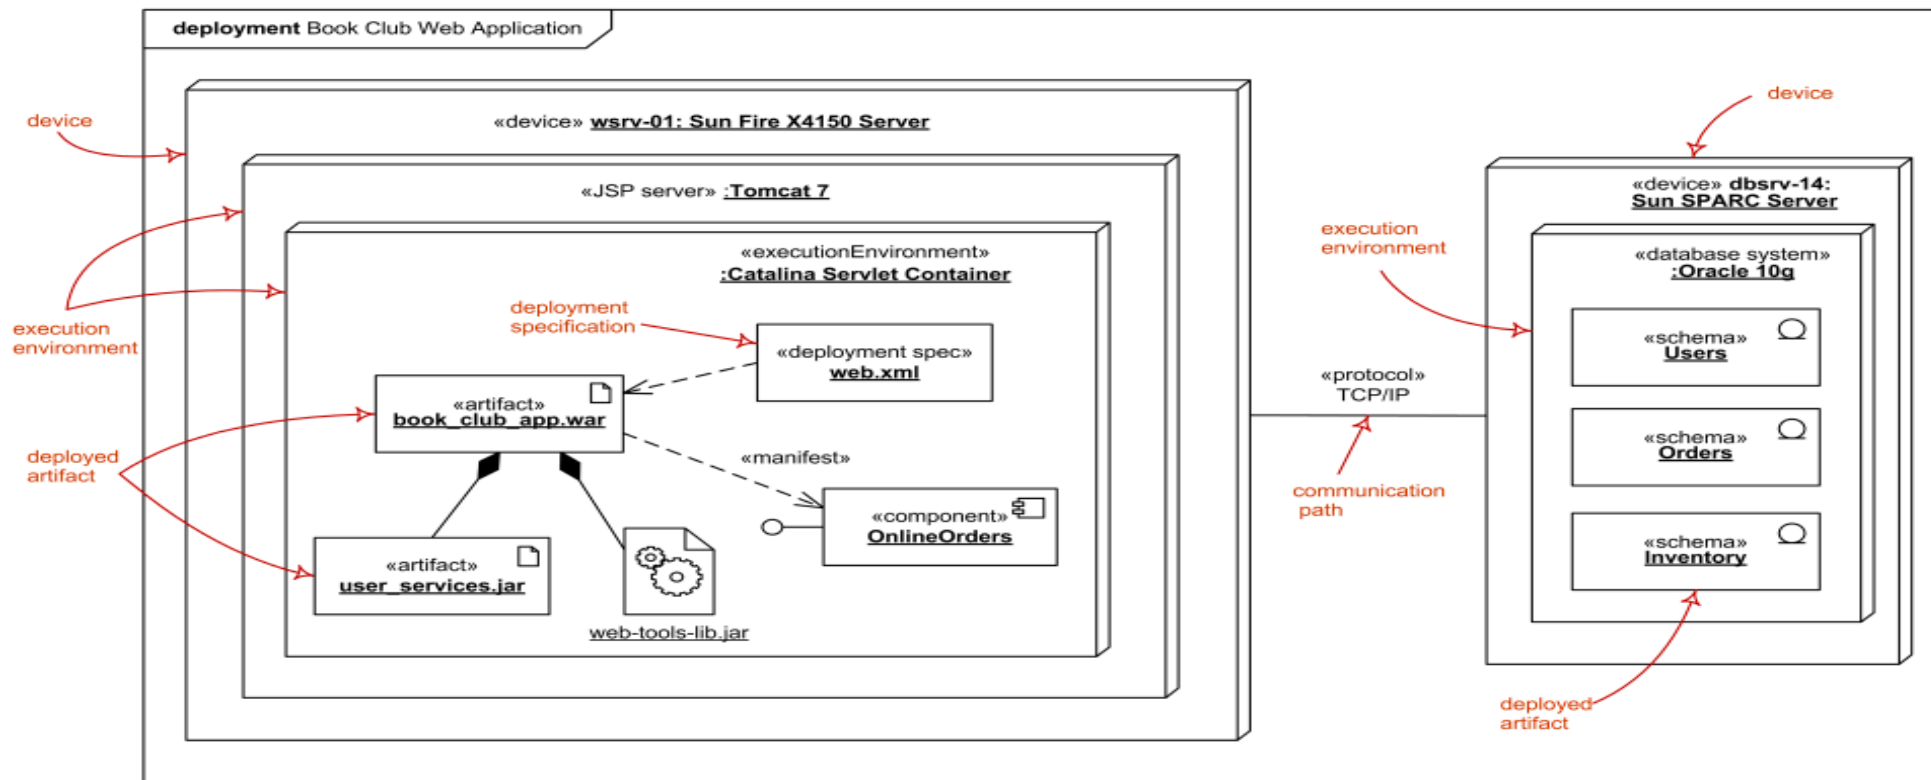 deployment Book Club Web Application
device
«device» wsrv-01: Sun Fire X4150 Server
«JSP server» :Tomcat 7
«executionEnvironment»
:Catalina Servlet Container
execution
environment
deployment
specification
«deployment spec»
web.xml
«artifact»
book_club_app.war
deployed
artifact
«manifest»
«component»
OnlineOrders
«artifact»
user_services.jar
web-tools-lib.jar
«protocol»
TCP/IP
communication
path
device
«device» dbsrv-14:
Sun SPARC Server
execution
environment
«database system»
:Oracle 10g
«schema»
Users
«schema»
Orders
«schema»
Inventory
deployed
artifact